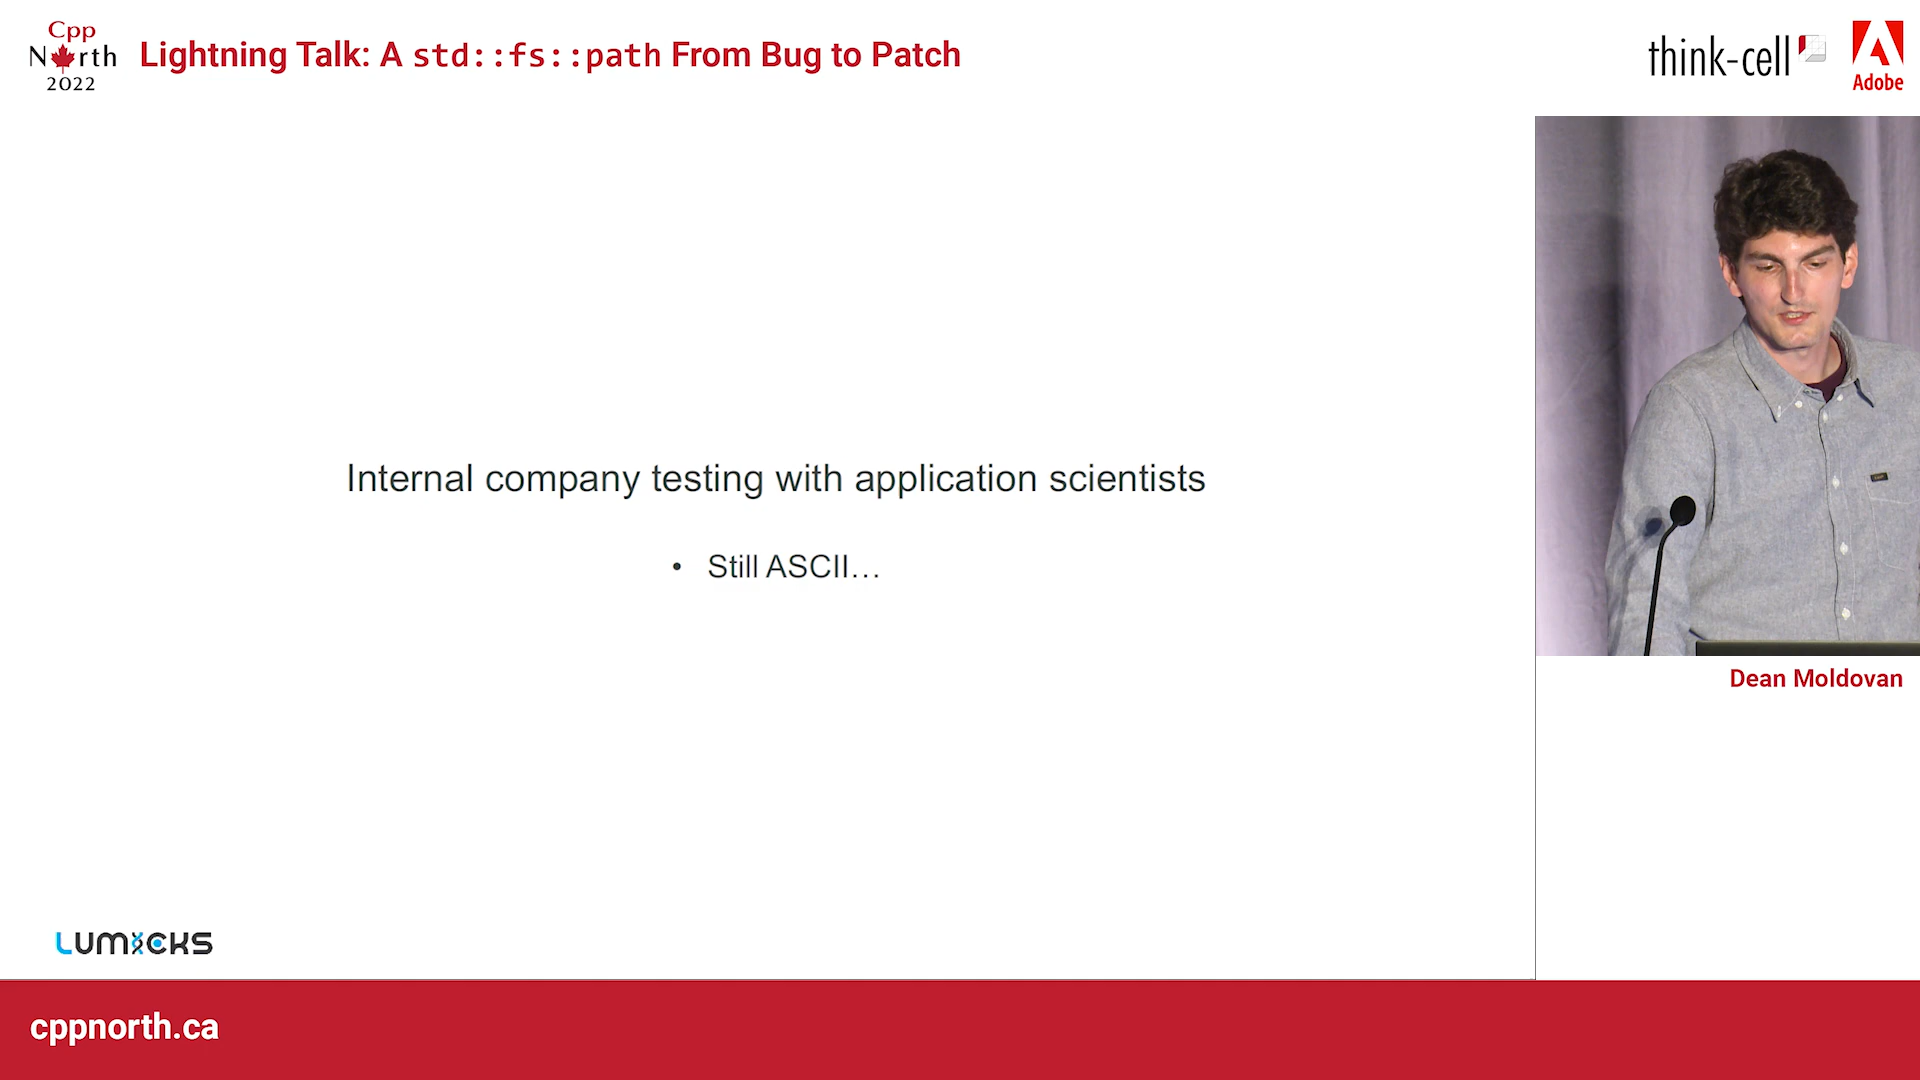 Cpp
North
2022
Lightning Talk: A std::fs::path From Bug to Patch
think-cell
Adobe
Internal company testing with application scientists
• Still ASCII...
Dean Moldovan
LUMICKS
cppnorth.ca